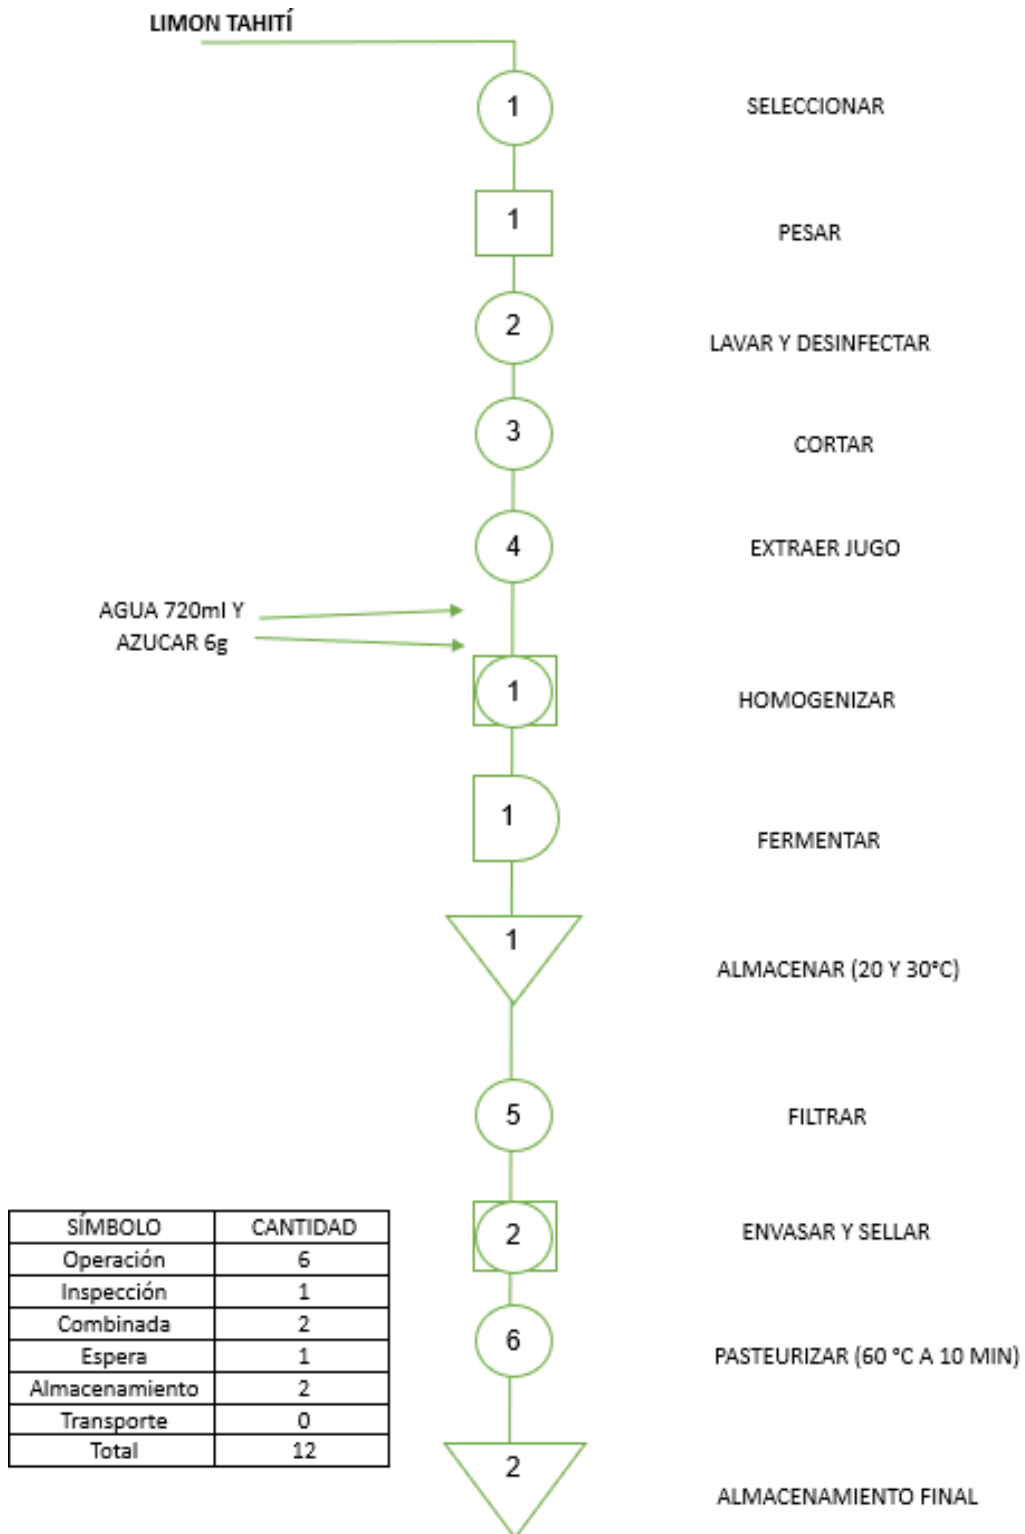 LIMON TAHITÍ
1
SELECCIONAR
1
PESAR
2
LAVAR Y DESINFECTAR
3
CORTAR
4
EXTRAER JUGO
AGUA 720ml Y
AZUCAR 6g
1
HOMOGENIZAR
1
FERMENTAR
1
ALMACENAR (20 Y 30°C)
5
FILTRAR
2
ENVASAR Y SELLAR
6
PASTEURIZAR (60 °C A 10 MIN)
2
ALMACENAMIENTO FINAL
SÍMBOLO CANTIDAD
Operación 6
Inspección 1
Combinada 2
Espera 1
Almacenamiento 2
Transporte 0
Total 12